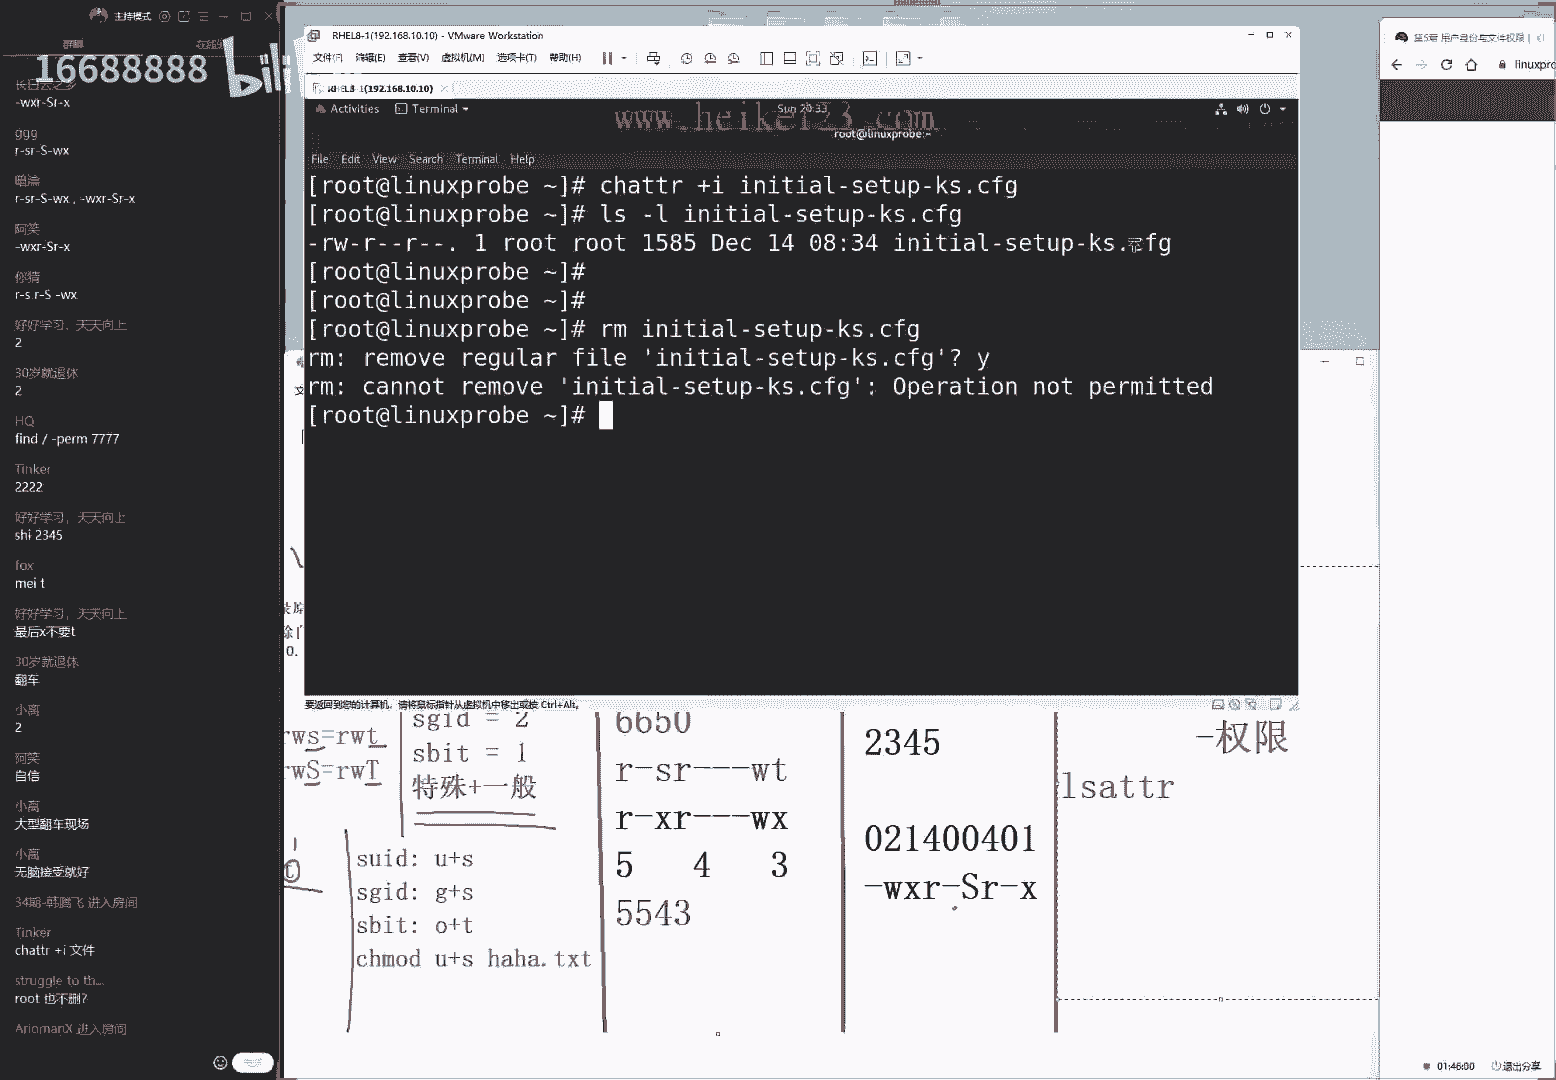 主持模式
群聊
16688888 bili
-wxr-Sr-x
ggg
r-sr-S-wx
r-sr-S-wx , -wxr-Sr-x
阿笑
-wxr-Sr-x
你猜
r-s r-S -wx
好好学习，天天向上
2
30岁就退休
2
HQ
find / -perm 7777
Tinker
2222
好好学习，天天向上
shi 2345
fox
mei t
好好学习，天天向上
最后x不要t
30岁就退休
翻车
小离
2
阿笑
自信
小离
大型翻车现场
小离
无脑接受就好
34期-韩腾飞 进入房间
Tinker
chattr +i 文件
struggle to th...
root 也不删?
AriomanX 进入房间
RHEL8-1(192.168.10.10) - VMware Workstation
文件(F) 编辑(E) 查看(V) 虚拟机(M) 选项卡(T) 帮助(H)
RHEL8-1(192.168.10.10)
Activities Terminal Sun 20:33
www.heike123.com
root@linuxprobe:~
File Edit View Search Terminal Help
[root@linuxprobe ~]# chattr +i initial-setup-ks.cfg
[root@linuxprobe ~]# ls -l initial-setup-ks.cfg
-rw-r--r--. 1 root root 1585 Dec 14 08:34 initial-setup-ks.cfg
[root@linuxprobe ~]#
[root@linuxprobe ~]#
[root@linuxprobe ~]# rm initial-setup-ks.cfg
rm: remove regular file 'initial-setup-ks.cfg'? y
rm: cannot remove 'initial-setup-ks.cfg': Operation not permitted
[root@linuxprobe ~]#
要返回到您的计算机，请将鼠标指针从虚拟机中移出或按 Ctrl+Alt。
第5章 用户身份与文件权限
linuxpro
rws=rwt
rwS=rwT
sgid = 2
sbit = 1
特殊+一般
suid: u+s
sgid: g+s
sbit: o+t
chmod u+s haha.txt
6650
r-sr---wt
r-xr---wx
5 4 3
5543
2345
021400401
-wxr-Sr-x
-权限
lsattr
01:46:00 退出分享